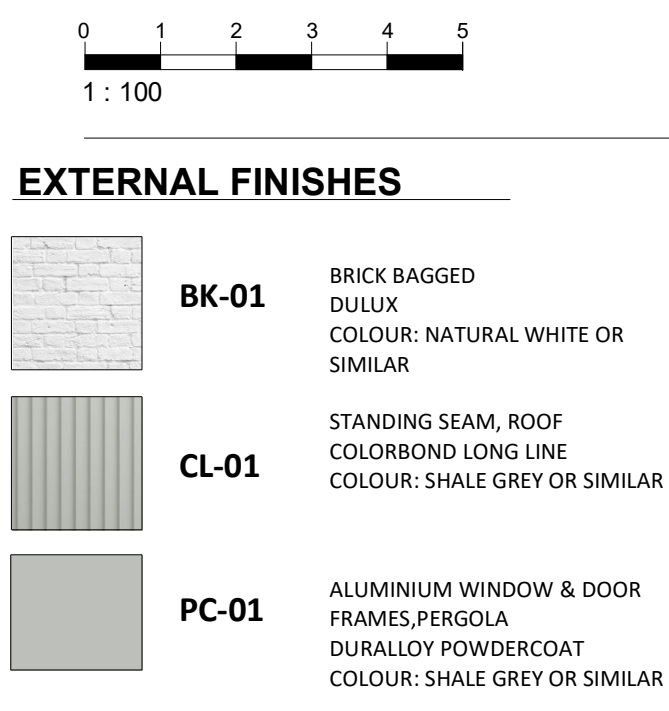 0 1 2 3 4 5
1 : 100
EXTERNAL FINISHES
BK-01
BRICK BAGGED
DULUX
COLOUR: NATURAL WHITE OR
SIMILAR
CL-01
STANDING SEAM, ROOF
COLORBOND LONG LINE
COLOUR: SHALE GREY OR SIMILAR
PC-01
ALUMINIUM WINDOW & DOOR
FRAMES,PERGOLA
DURALLOY POWDERCOAT
COLOUR: SHALE GREY OR SIMILAR